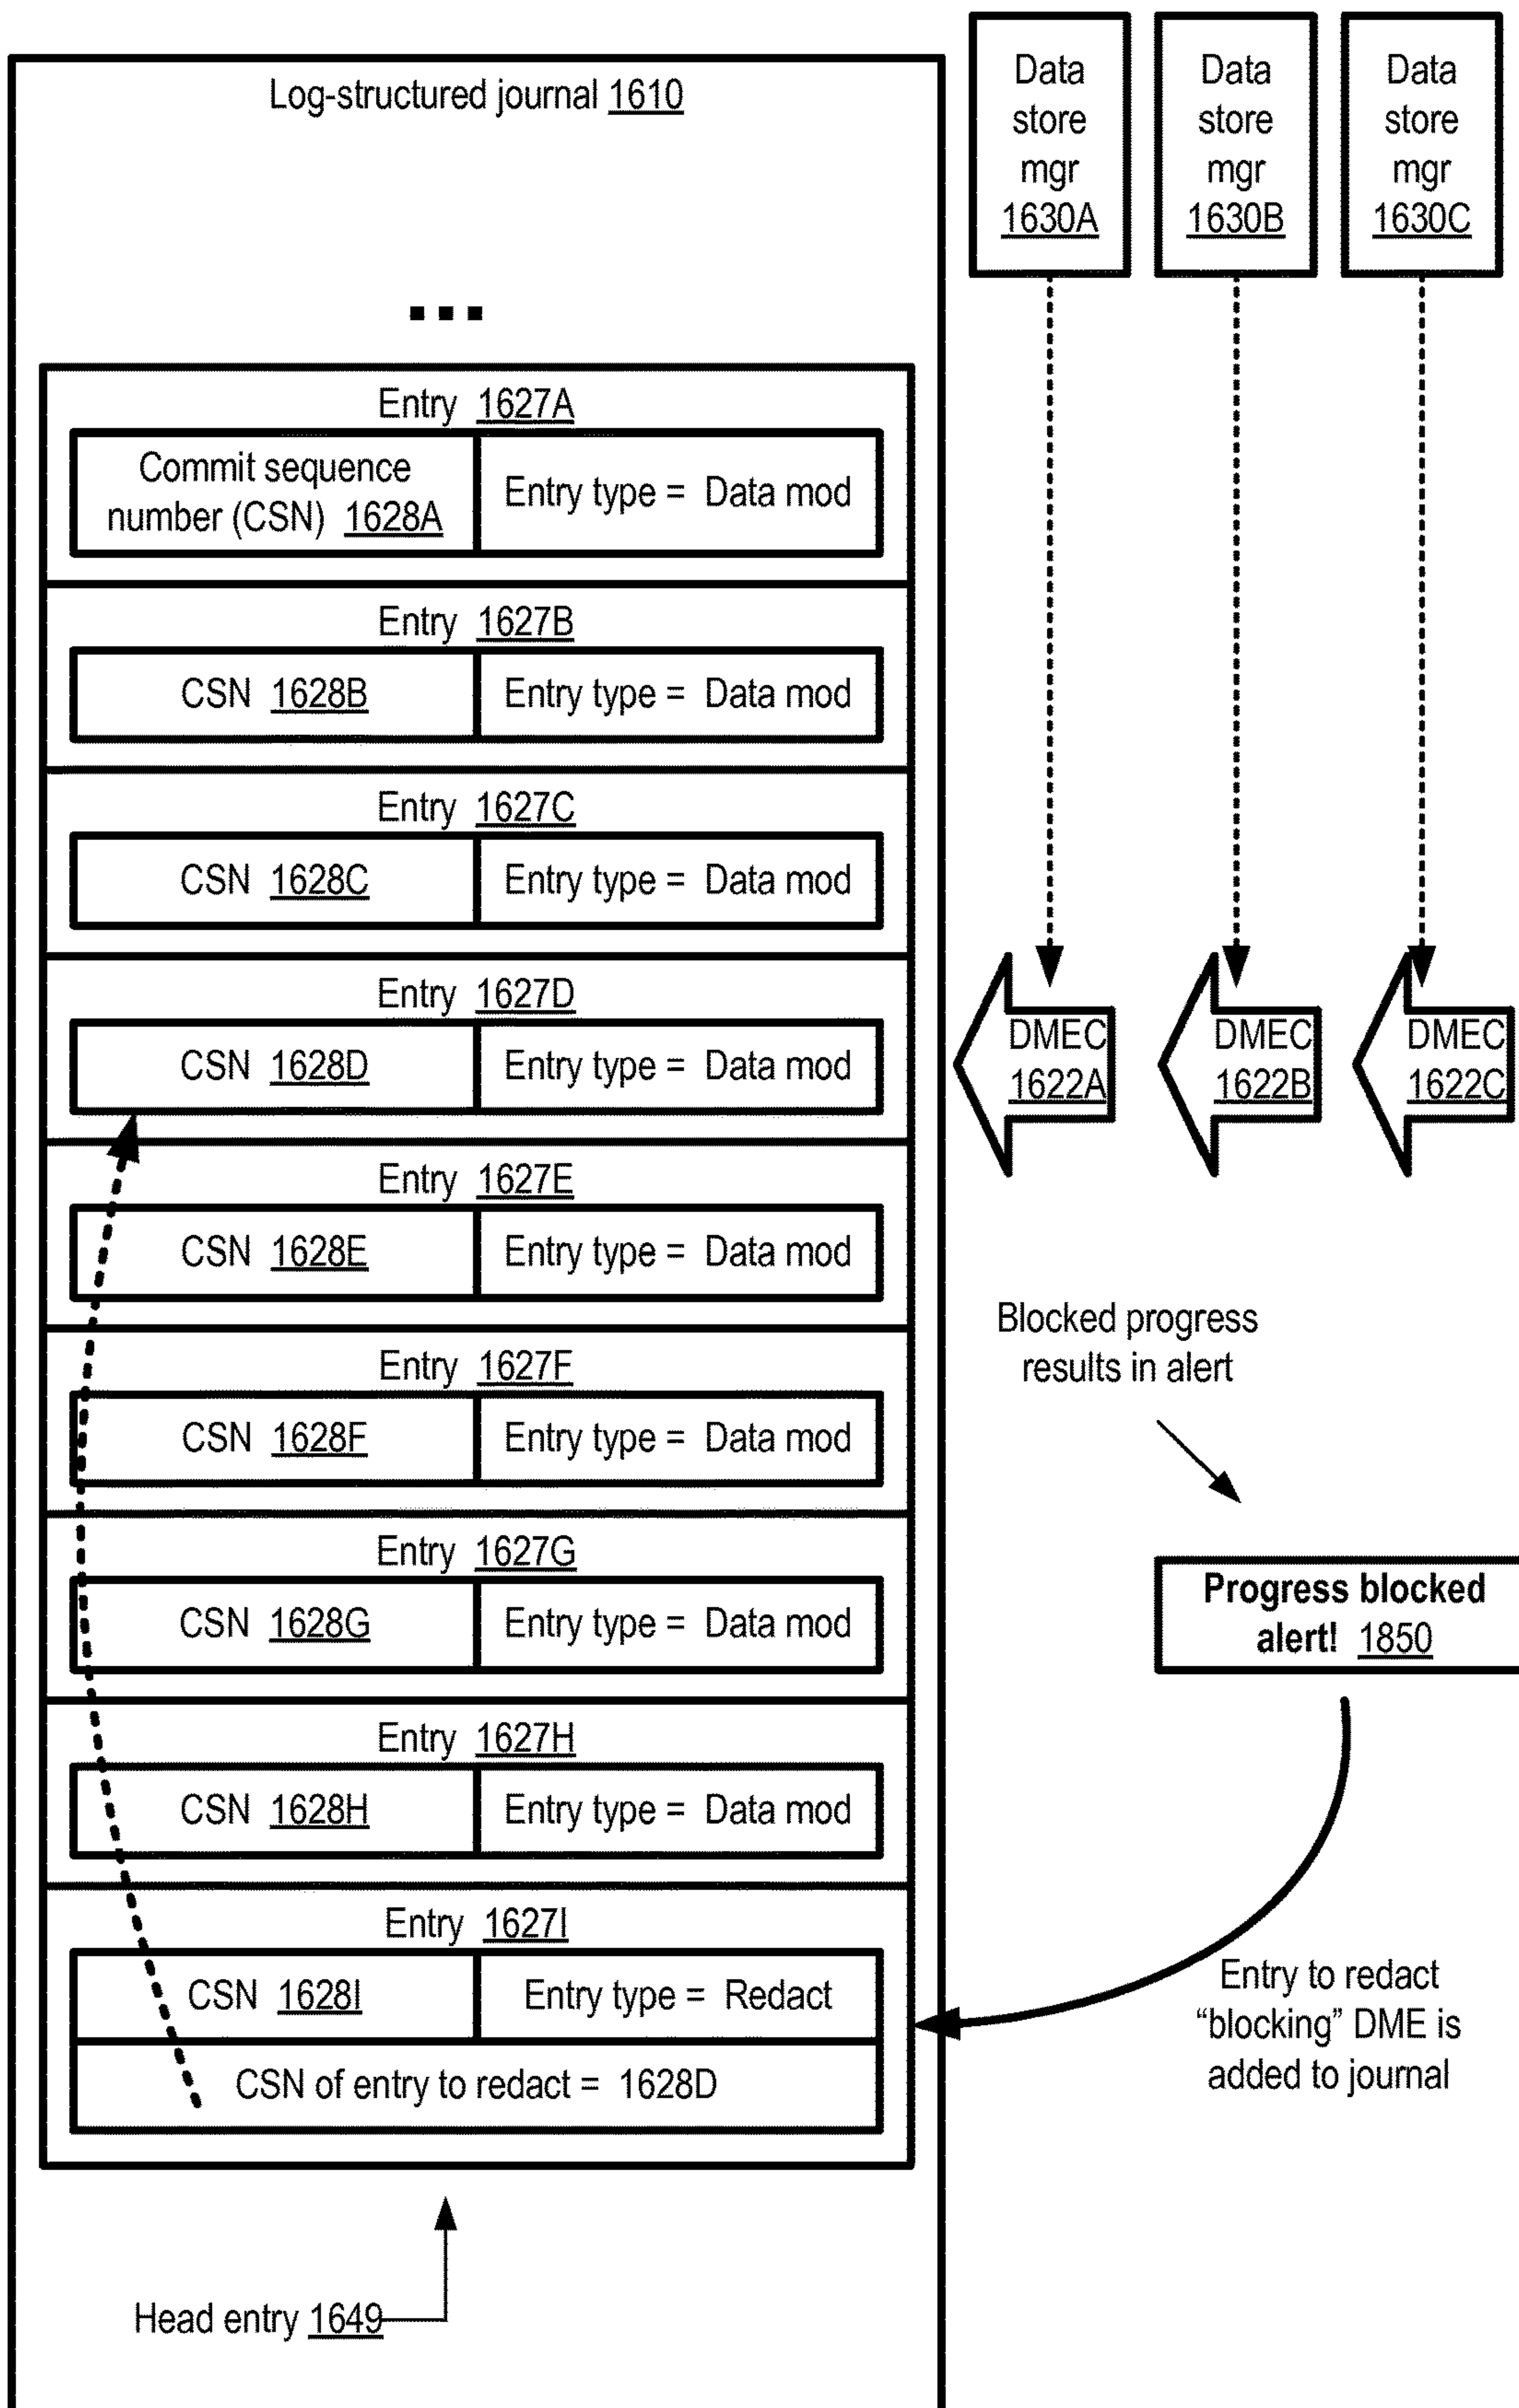 Log-structured journal 1610
Entry 1627A
Commit sequence
number (CSN) 1628A
Entry type = Data mod
Entry 1627B
CSN 1628B
Entry type = Data mod
Entry 1627C
CSN 1628C
Entry type = Data mod
Entry 1627D
CSN 1628D
Entry type = Data mod
Entry 1627E
CSN 1628E
Entry type = Data mod
Entry 1627F
CSN 1628F
Entry type = Data mod
Entry 1627G
CSN 1628G
Entry type = Data mod
Entry 1627H
CSN 1628H
Entry type = Data mod
Entry 1627I
CSN 1628I
Entry type = Redact
CSN of entry to redact = 1628D
Head entry 1649
Data
store
mgr
1630A
Data
store
mgr
1630B
Data
store
mgr
1630C
DMEC
1622A
DMEC
1622B
DMEC
1622C
Blocked progress
results in alert
Progress blocked
alert! 1850
Entry to redact
“blocking” DME is
added to journal